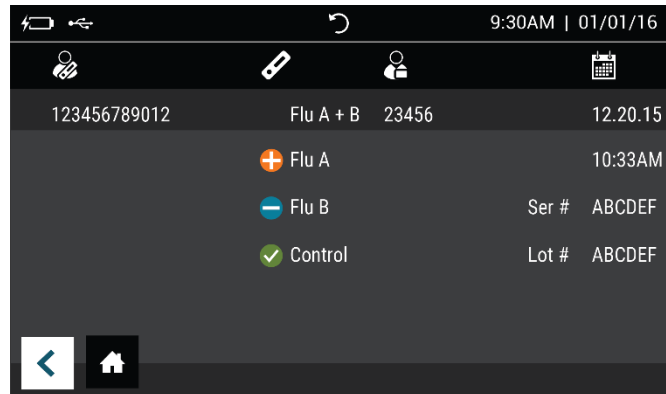 9:30AM | 01/01/16
123456789012 Flu A + B 23456 12.20.15
Flu A 10:33AM
Flu B Ser # ABCDEF
Control Lot # ABCDEF